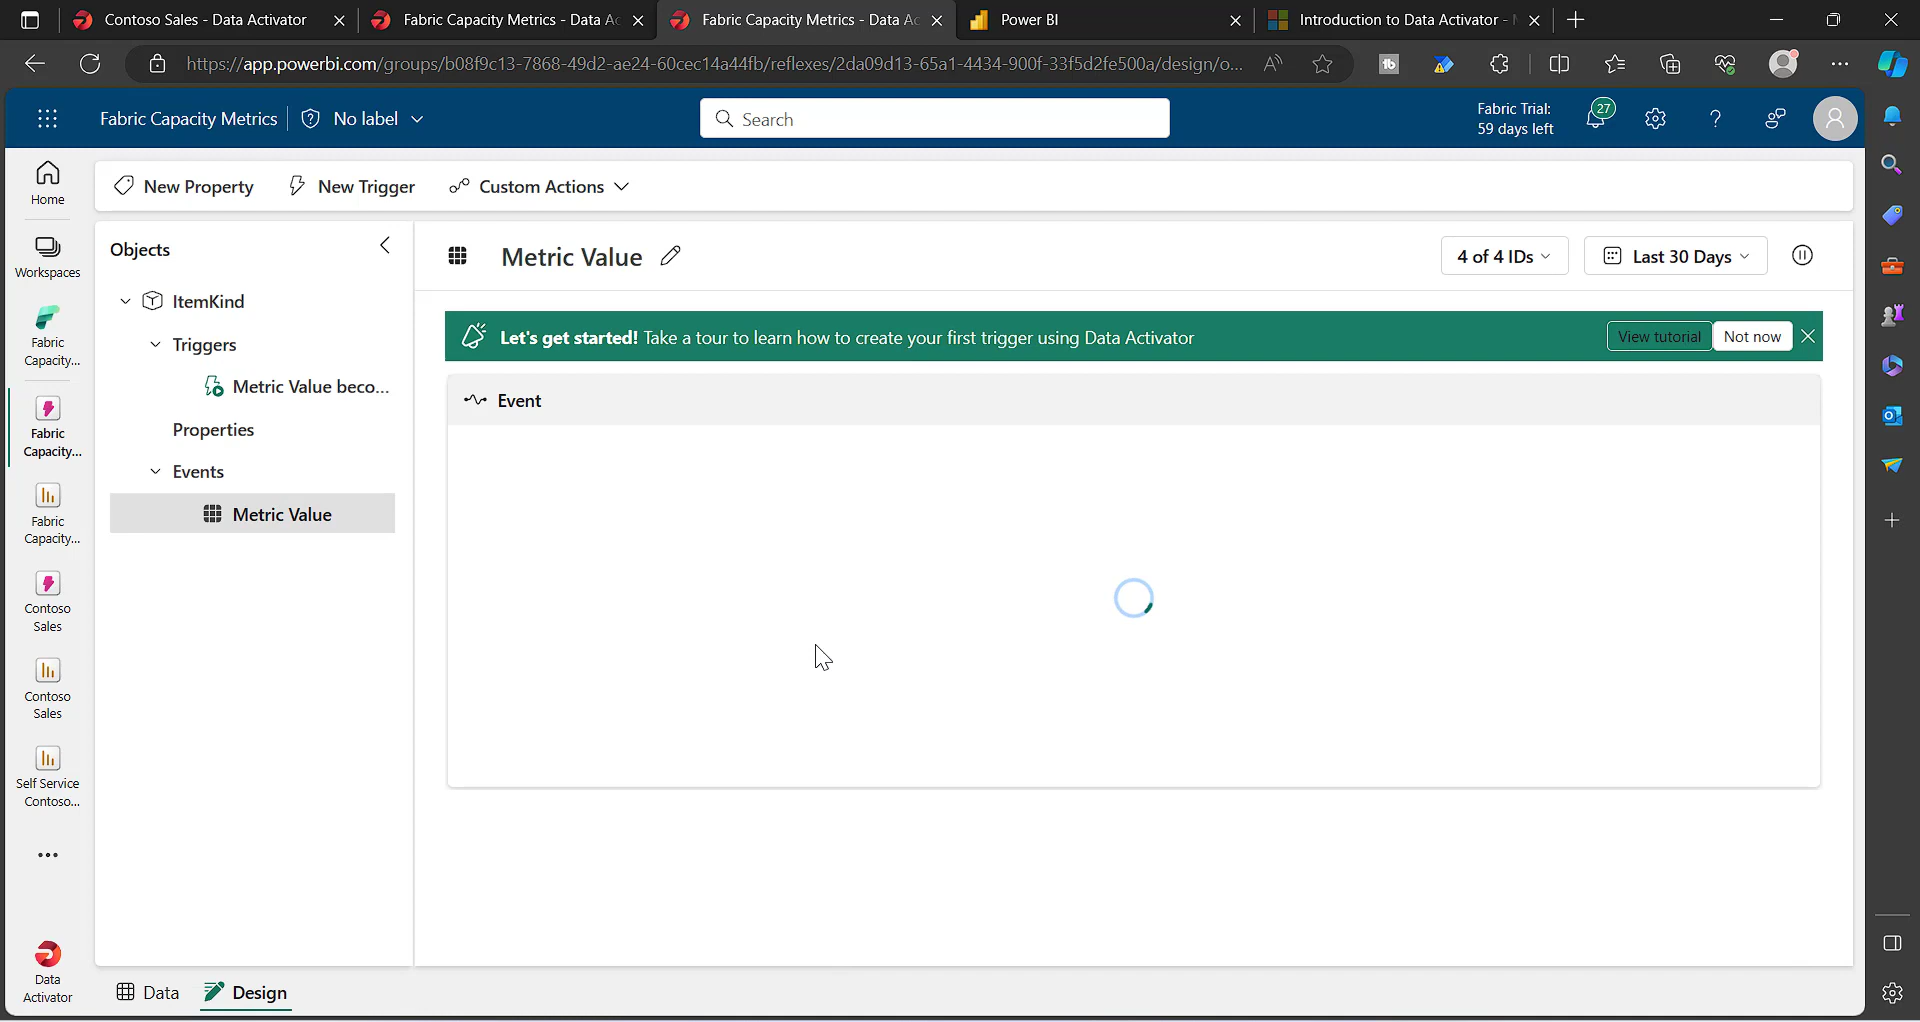 Contoso Sales - Data Activator
Fabric Capacity Metrics - Data Ac
Fabric Capacity Metrics - Data Ac
Power BI
Introduction to Data Activator -
https://app.powerbi.com/groups/b08f9c13-7868-49d2-ae24-60cec14a44fb/reflexes/2da09d13-65a1-4434-900f-33f5d2fe500a/design/o...
Fabric Capacity Metrics
No label
Search
Fabric Trial:
59 days left
27
Home
Workspaces
Fabric
Capacity...
Fabric
Capacity...
Fabric
Capacity...
Contoso
Sales
Contoso
Sales
Self Service
Contoso...
Data
Activator
New Property
New Trigger
Custom Actions
Objects
ItemKind
Triggers
Metric Value beco...
Properties
Events
Metric Value
Metric Value
4 of 4 IDs
Last 30 Days
Let's get started! Take a tour to learn how to create your first trigger using Data Activator
View tutorial
Not now
Event
Data
Design